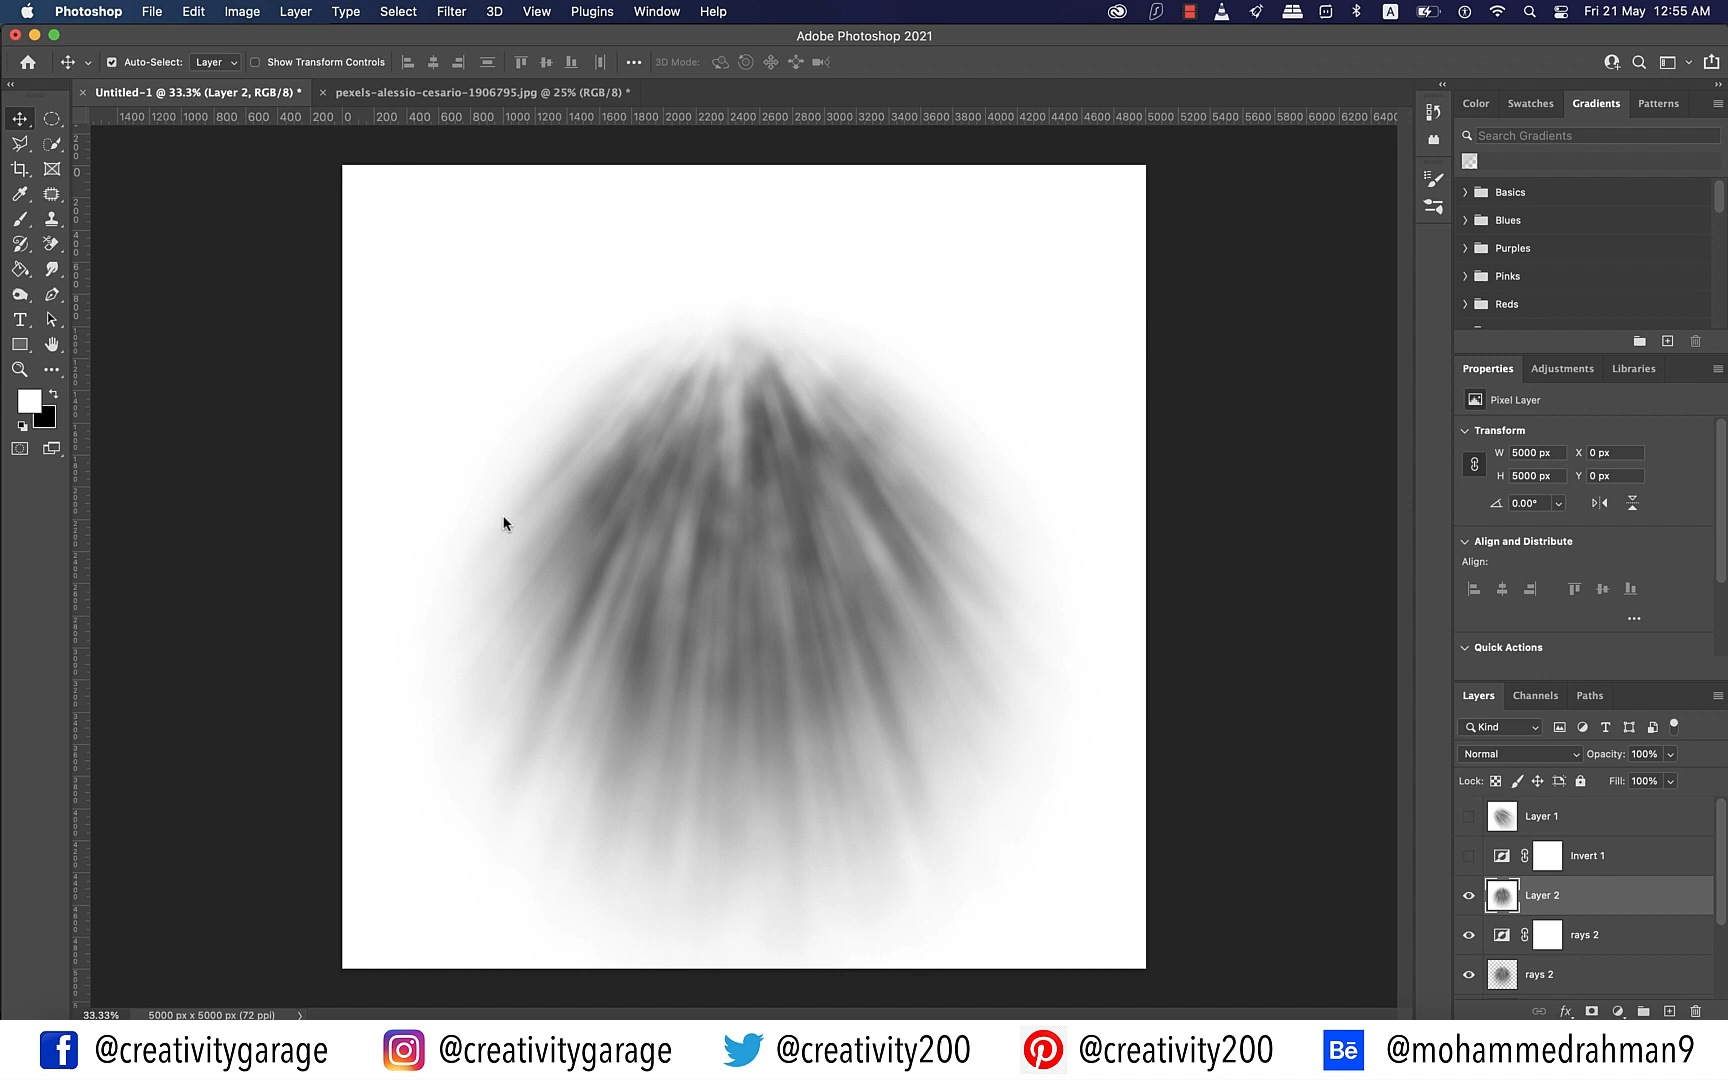 Photoshop File Edit Image Layer Type Select Filter 3D View Plugins Window Help A Fri 21 May 12:55 AM
Adobe Photoshop 2021
Auto-Select: Layer Show Transform Controls ••• 3D Mode:
Untitled-1 @ 33.3% (Layer 2, RGB/8) * pexels-alessio-cesario-1906795.jpg @ 25% (RGB/8) *
1400 1200 1000 800 600 400 200 0 200 400 600 800 1000 1200 1400 1600 1800 2000 2200 2400 2600 2800 3000 3200 3400 3600 3800 4000 4200 4400 4600 4800 5000 5200 5400 5600 5800 6000 6200 6400
Color Swatches Gradients Patterns
Search Gradients
Basics
Blues
Purples
Pinks
Reds
Properties Adjustments Libraries
Pixel Layer
Transform
W 5000 px X 0 px
H 5000 px Y 0 px
0.00°
Align and Distribute
Align:
•••
Quick Actions
Layers Channels Paths
Kind
Normal Opacity: 100%
Lock: Fill: 100%
Layer 1
Invert 1
Layer 2
rays 2
rays 2
33.33% 5000 px x 5000 px (72 ppi)
@creativitygarage @creativitygarage @creativity200 @creativity200 Bē @mohammedrahman9